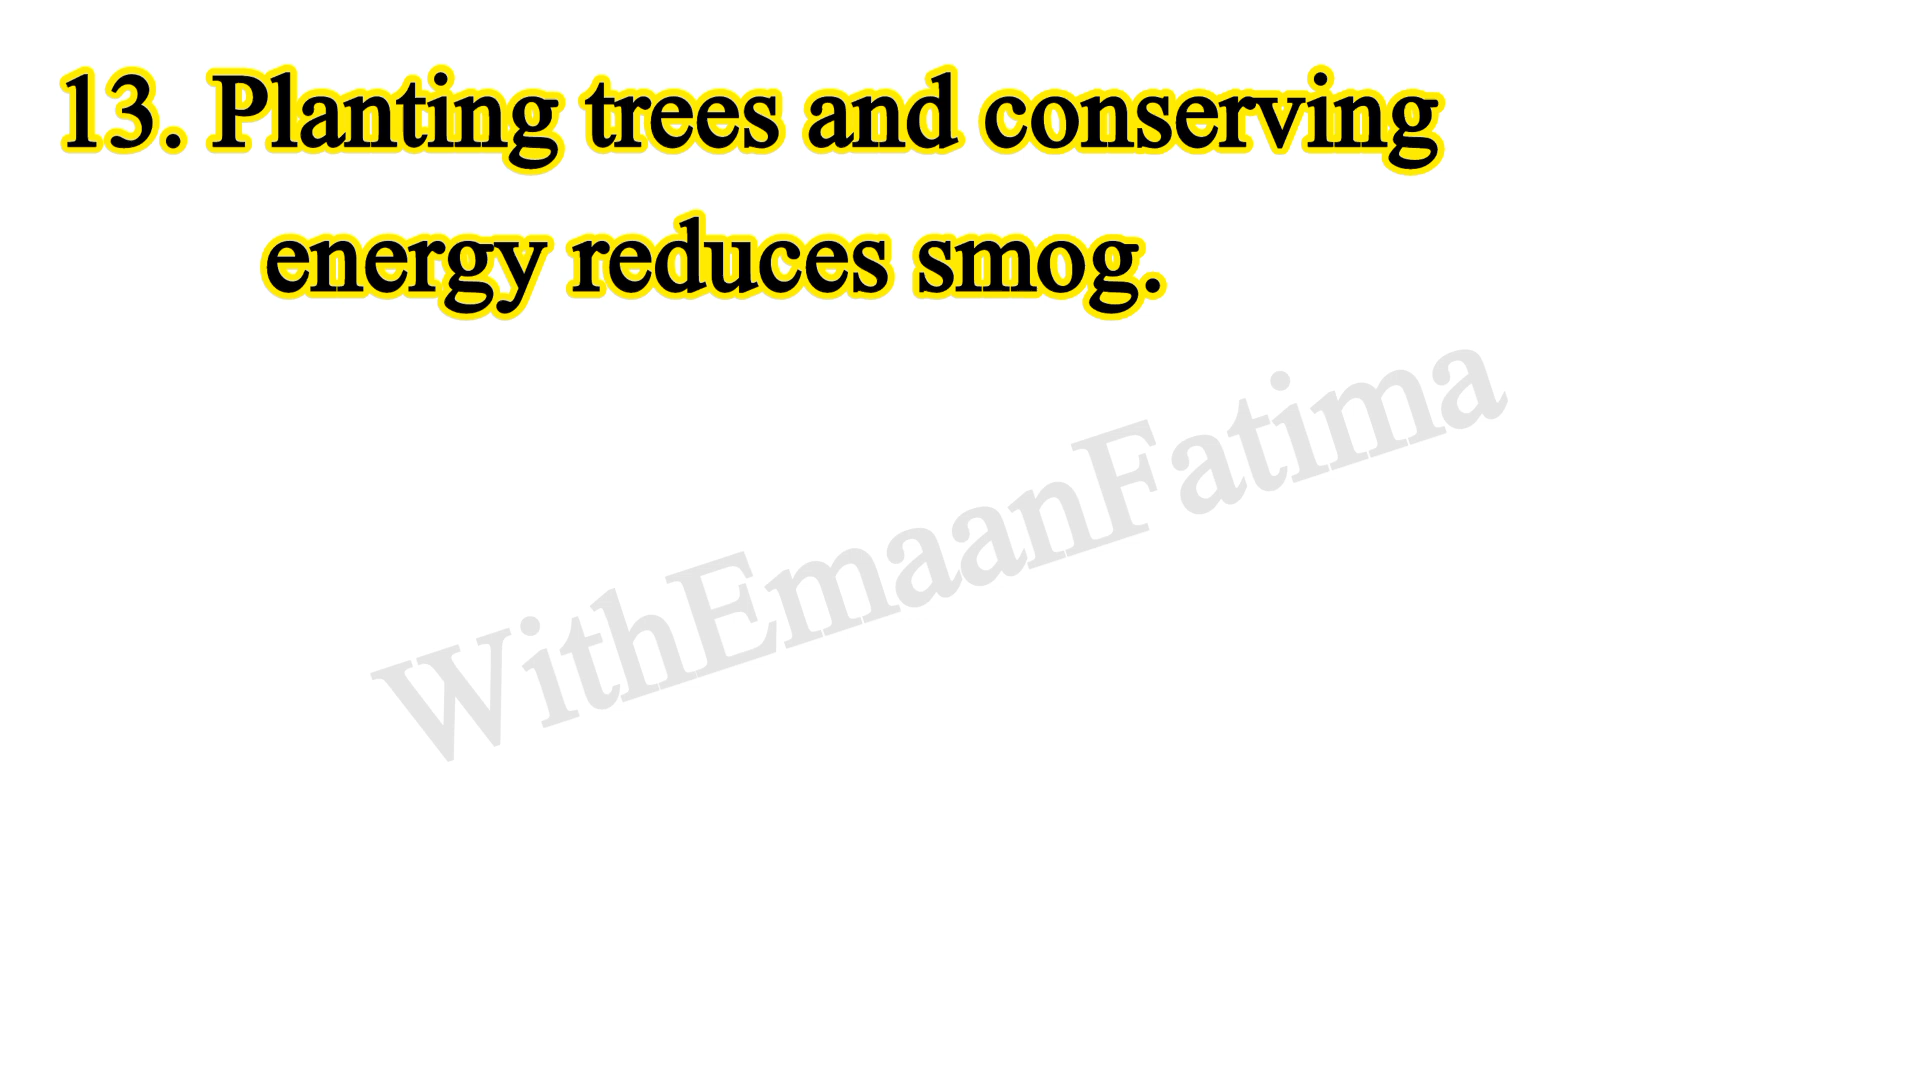 13. Planting trees and conserving
energy reduces smog.
WithEmaanFatima